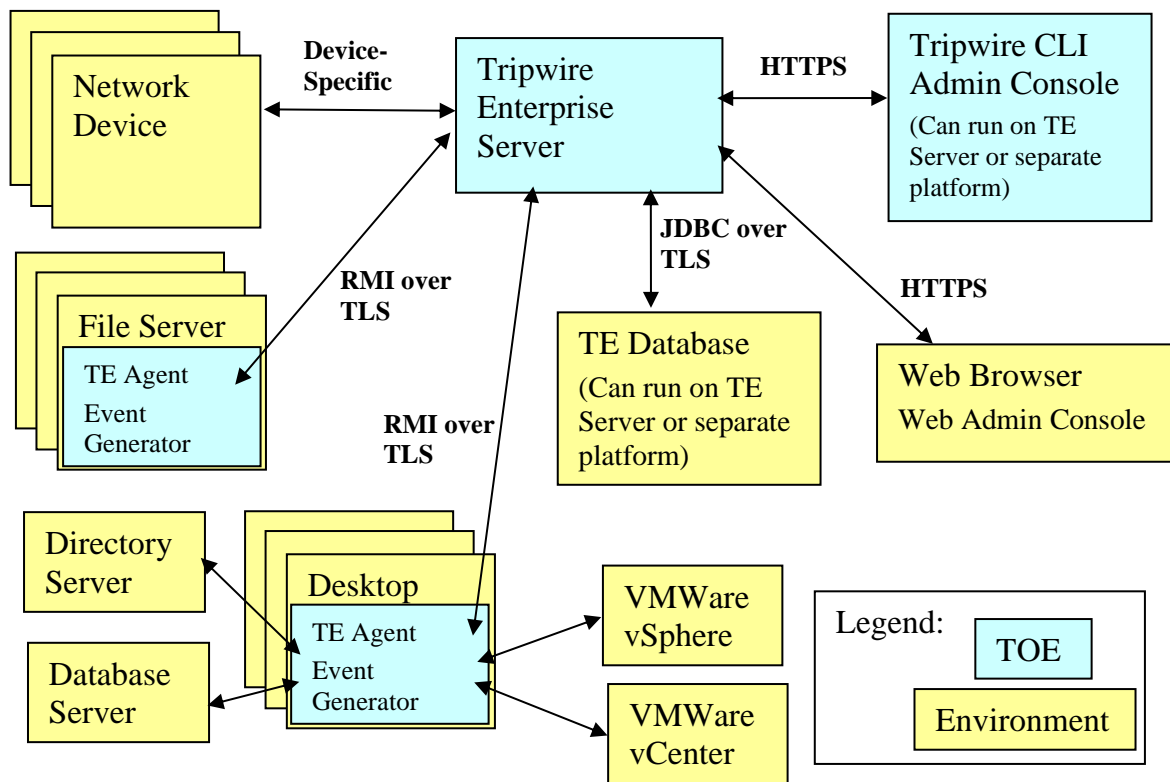 Network
Device
Device-
Specific
Tripwire
Enterprise
Server
HTTPS
Tripwire CLI
Admin Console
(Can run on TE
Server or separate
platform)
RMI over
TLS
JDBC over
TLS
HTTPS
File Server
TE Agent
Event
Generator
RMI over
TLS
TE Database
(Can run on TE
Server or separate
platform)
Web Browser
Web Admin Console
Directory
Server
Database
Server
Desktop
TE Agent
Event
Generator
VMWare
vSphere
VMWare
vCenter
Legend:
TOE
Environment